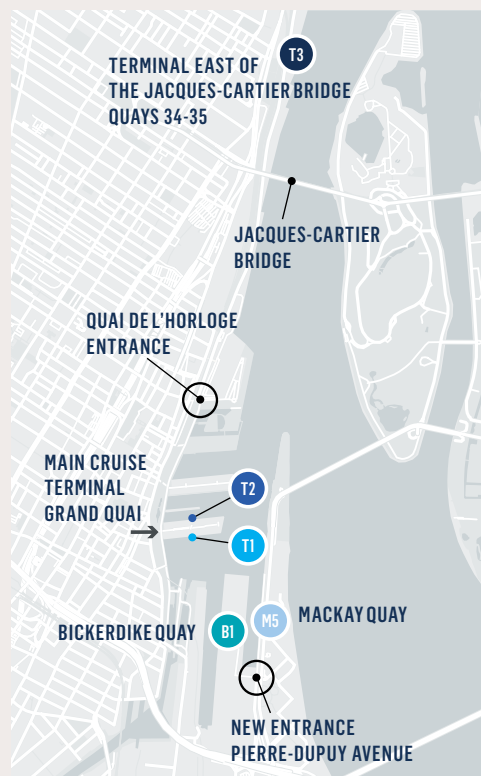 T3
TERMINAL EAST OF
THE JACQUES-CARTIER BRIDGE
QUAYS 34-35
JACQUES-CARTIER
BRIDGE
QUAI DE L'HORLOGE
ENTRANCE
MAIN CRUISE
TERMINAL
GRAND QUAI
T2
T1
BICKERDIKE QUAY
B1
M5
MACKAY QUAY
NEW ENTRANCE
PIERRE-DUPUY AVENUE